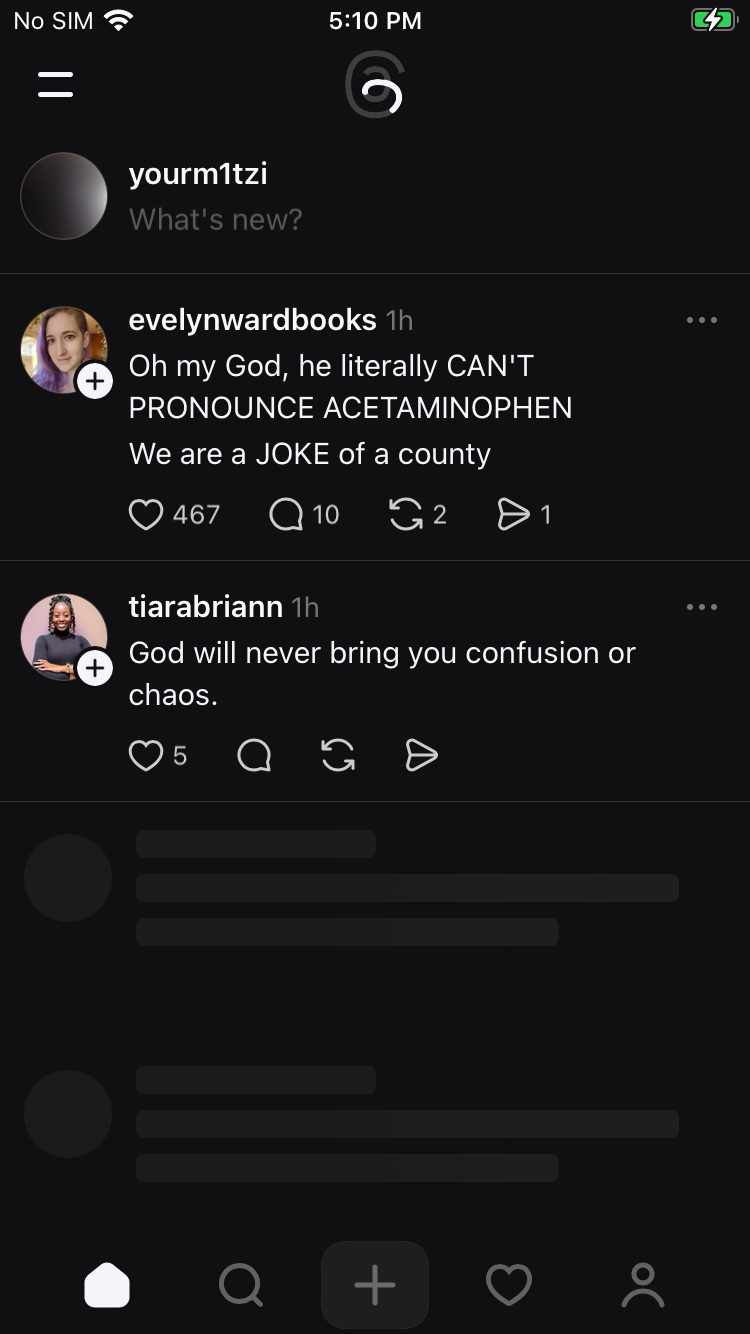 No SIM 5:10 PM
yourm1tzi
What's new?
evelynwardbooks 1h
Oh my God, he literally CAN'T
PRONOUNCE ACETAMINOPHEN
We are a JOKE of a county
467 10 2 1
tiarabriann 1h
God will never bring you confusion or
chaos.
5